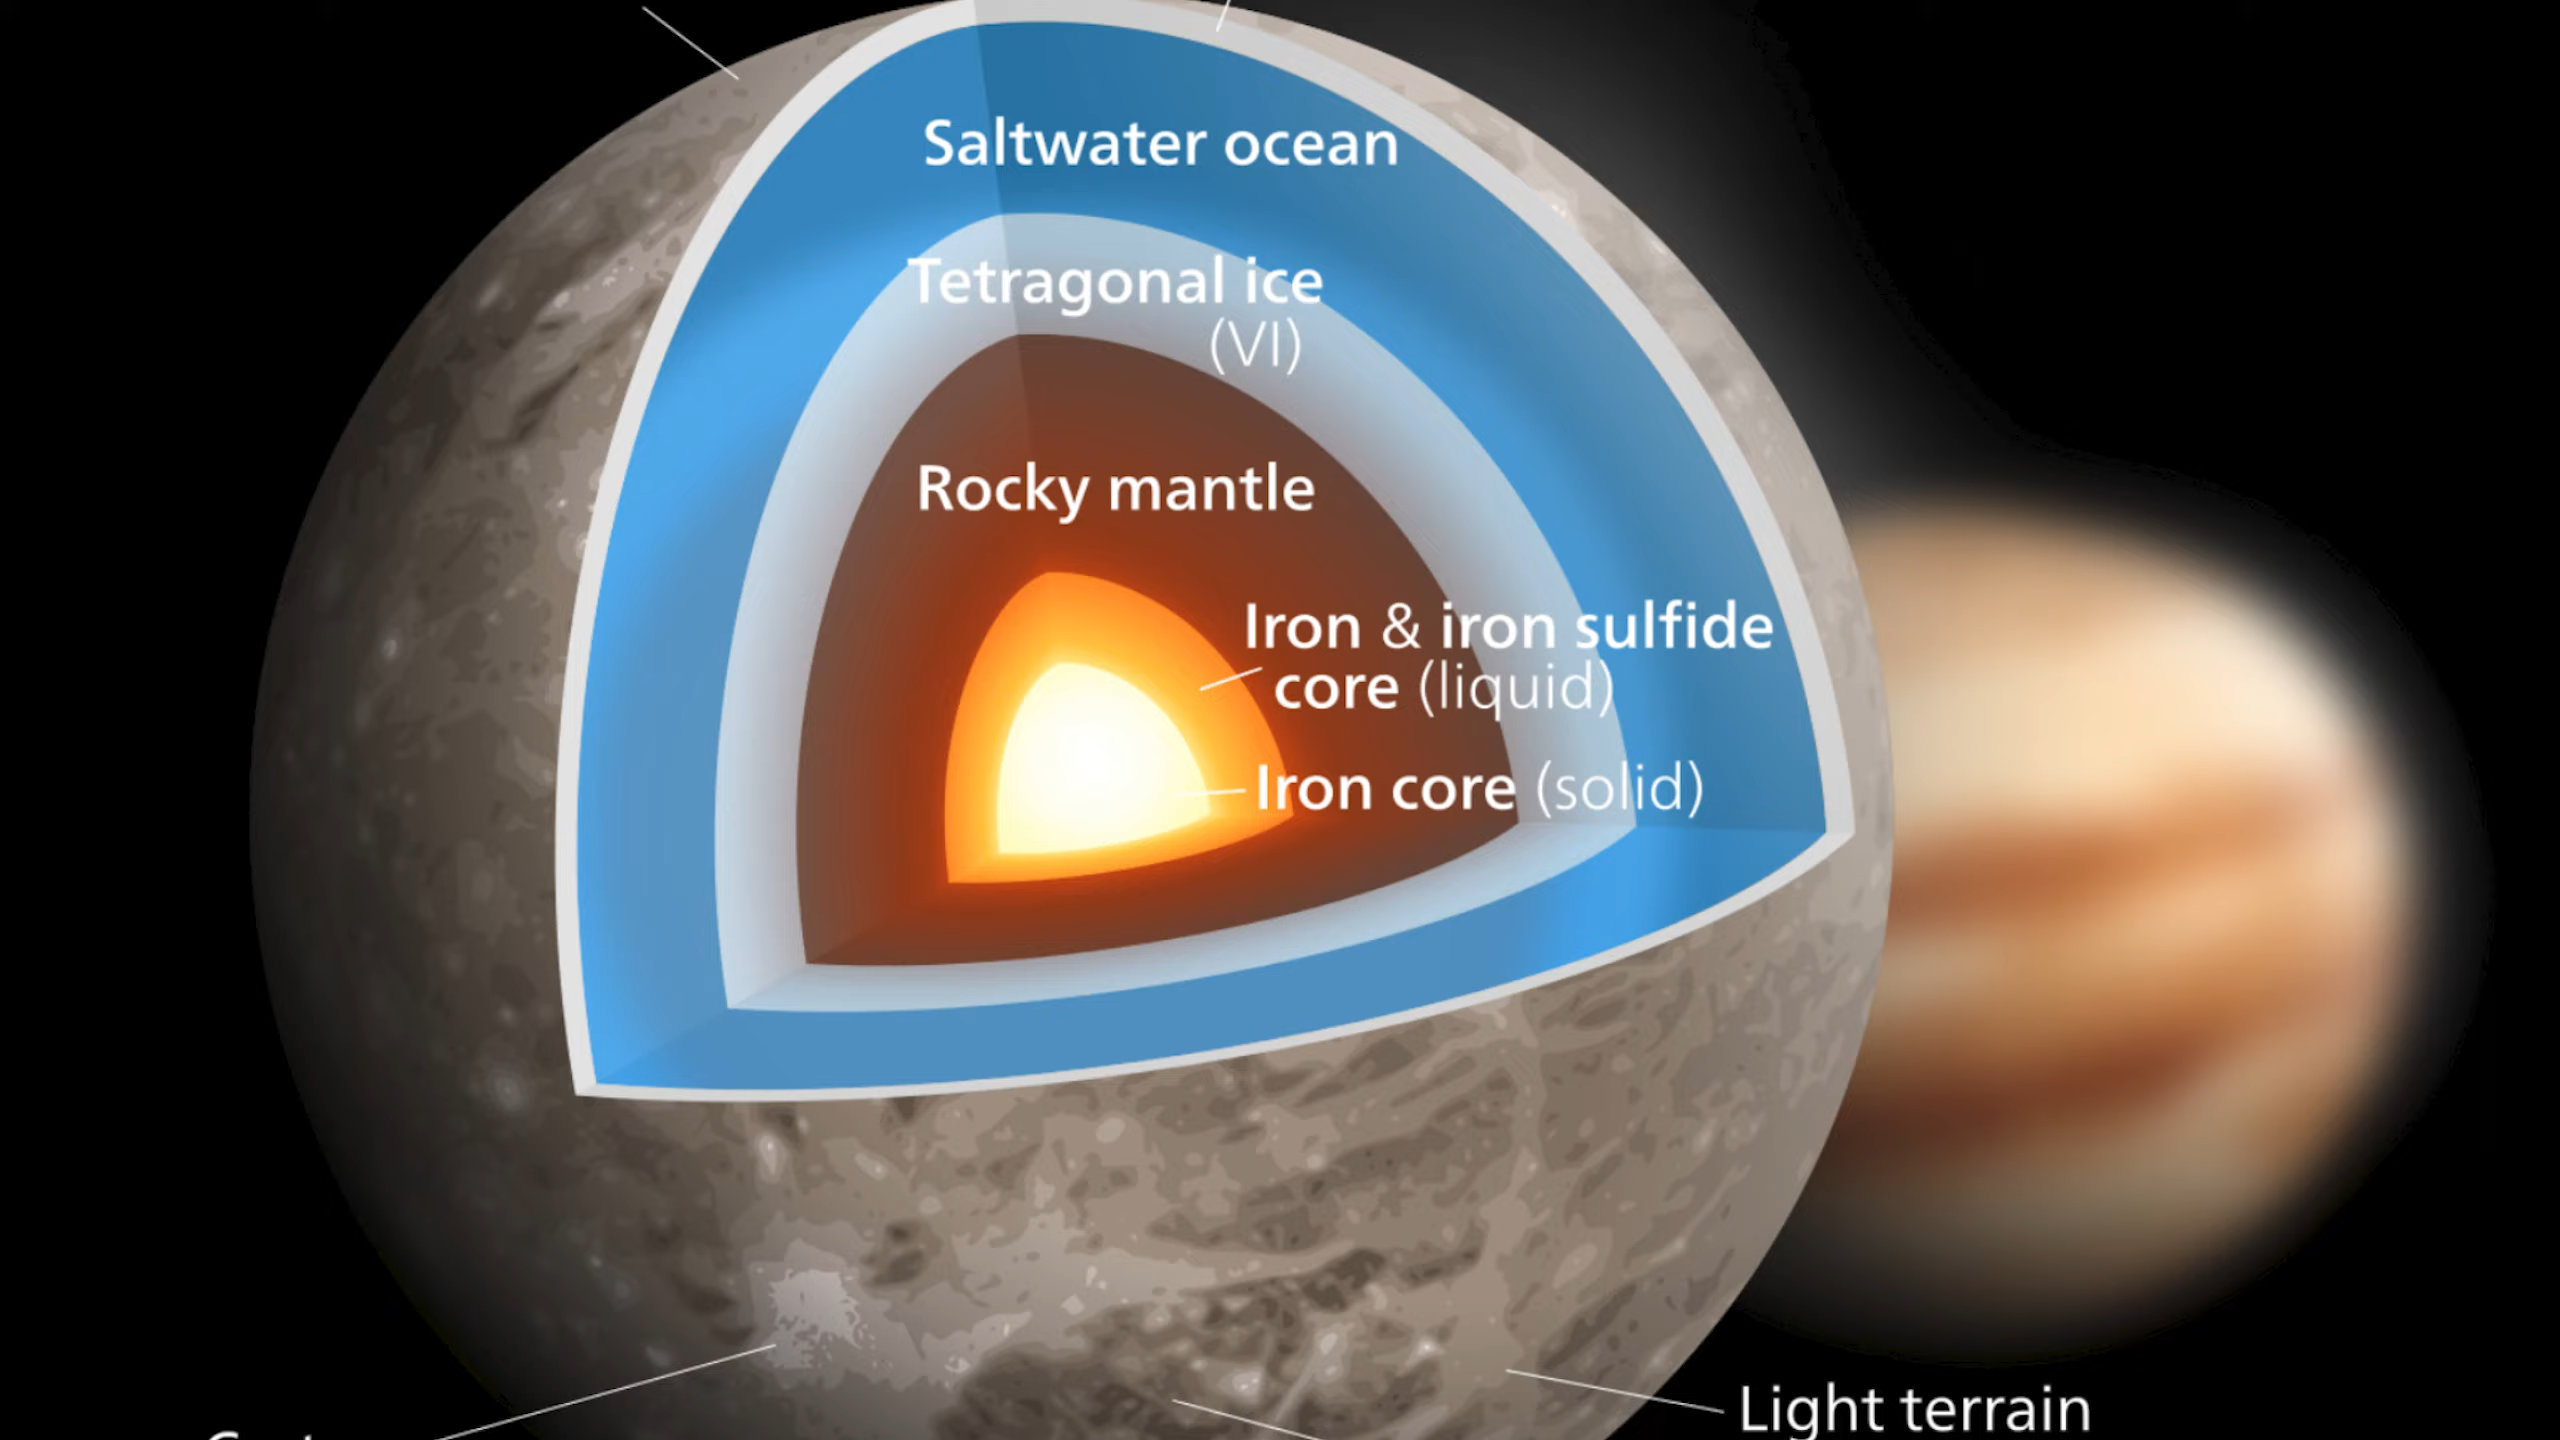 Saltwater ocean
Tetragonal ice
(VI)
Rocky mantle
Iron & iron sulfide
core (liquid)
Iron core (solid)
Light terrain